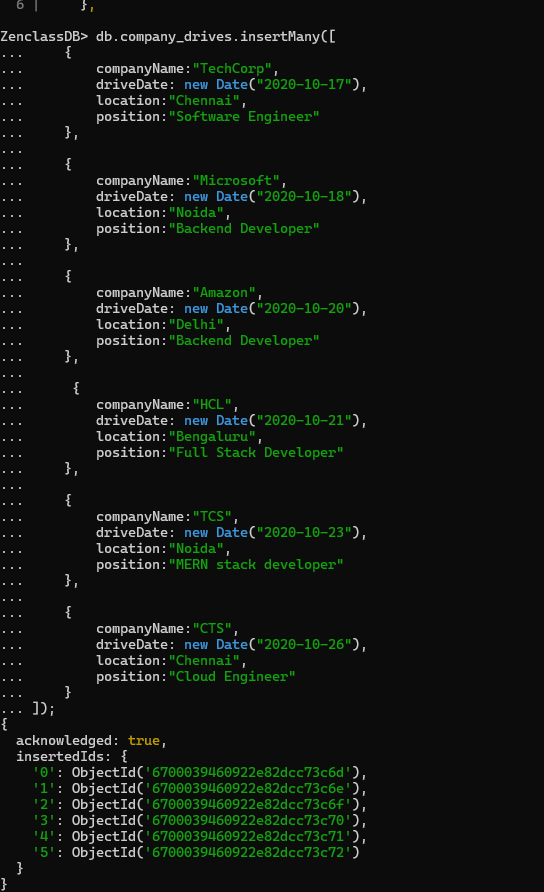 6 |     },
ZenclassDB> db.company_drives.insertMany([
...     {
...         companyName:"TechCorp",
...         driveDate: new Date("2020-10-17"),
...         location:"Chennai",
...         position:"Software Engineer"
...     },
...
...     {
...         companyName:"Microsoft",
...         driveDate: new Date("2020-10-18"),
...         location:"Noida",
...         position:"Backend Developer"
...     },
...
...     {
...         companyName:"Amazon",
...         driveDate: new Date("2020-10-20"),
...         location:"Delhi",
...         position:"Backend Developer"
...     },
...
...      {
...         companyName:"HCL",
...         driveDate: new Date("2020-10-21"),
...         location:"Bengaluru",
...         position:"Full Stack Developer"
...     },
...
...     {
...         companyName:"TCS",
...         driveDate: new Date("2020-10-23"),
...         location:"Noida",
...         position:"MERN stack developer"
...     },
...
...     {
...         companyName:"CTS",
...         driveDate: new Date("2020-10-26"),
...         location:"Chennai",
...         position:"Cloud Engineer"
...     }
... ]);
{
  acknowledged: true,
  insertedIds: {
    '0': ObjectId('6700039460922e82dcc73c6d'),
    '1': ObjectId('6700039460922e82dcc73c6e'),
    '2': ObjectId('6700039460922e82dcc73c6f'),
    '3': ObjectId('6700039460922e82dcc73c70'),
    '4': ObjectId('6700039460922e82dcc73c71'),
    '5': ObjectId('6700039460922e82dcc73c72')
  }
}